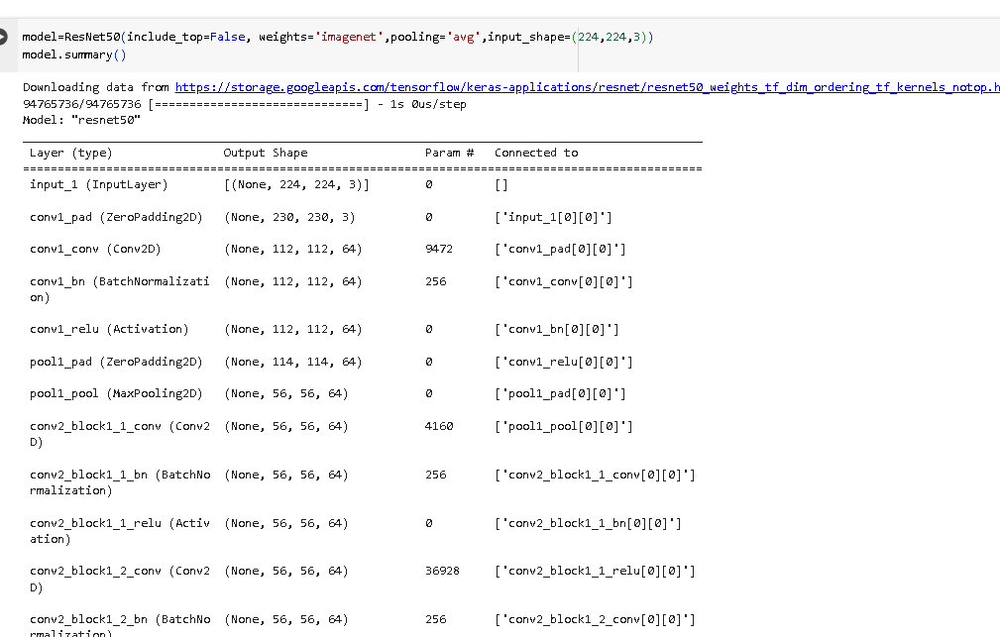 model=ResNet50(include_top=False, weights='imagenet',pooling='avg',input_shape=(224,224,3))
model.summary()
Downloading data from https://storage.googleapis.com/tensorflow/keras-applications/resnet/resnet50_weights_tf_dim_ordering_tf_kernels_notop.h
94765736/94765736 [==============================] - 1s 0us/step
Model: "resnet50"
Layer (type) Output Shape Param # Connected to
==================================================================================================
input_1 (InputLayer) [(None, 224, 224, 3)] 0 []
conv1_pad (ZeroPadding2D) (None, 230, 230, 3) 0 ['input_1[0][0]']
conv1_conv (Conv2D) (None, 112, 112, 64) 9472 ['conv1_pad[0][0]']
conv1_bn (BatchNormalizati (None, 112, 112, 64) 256 ['conv1_conv[0][0]']
on)
conv1_relu (Activation) (None, 112, 112, 64) 0 ['conv1_bn[0][0]']
pool1_pad (ZeroPadding2D) (None, 114, 114, 64) 0 ['conv1_relu[0][0]']
pool1_pool (MaxPooling2D) (None, 56, 56, 64) 0 ['pool1_pad[0][0]']
conv2_block1_1_conv (Conv2 (None, 56, 56, 64) 4160 ['pool1_pool[0][0]']
D)
conv2_block1_1_bn (BatchNo (None, 56, 56, 64) 256 ['conv2_block1_1_conv[0][0]']
rmalization)
conv2_block1_1_relu (Activ (None, 56, 56, 64) 0 ['conv2_block1_1_bn[0][0]']
ation)
conv2_block1_2_conv (Conv2 (None, 56, 56, 64) 36928 ['conv2_block1_1_relu[0][0]']
D)
conv2_block1_2_bn (BatchNo (None, 56, 56, 64) 256 ['conv2_block1_2_conv[0][0]']
rmalization)